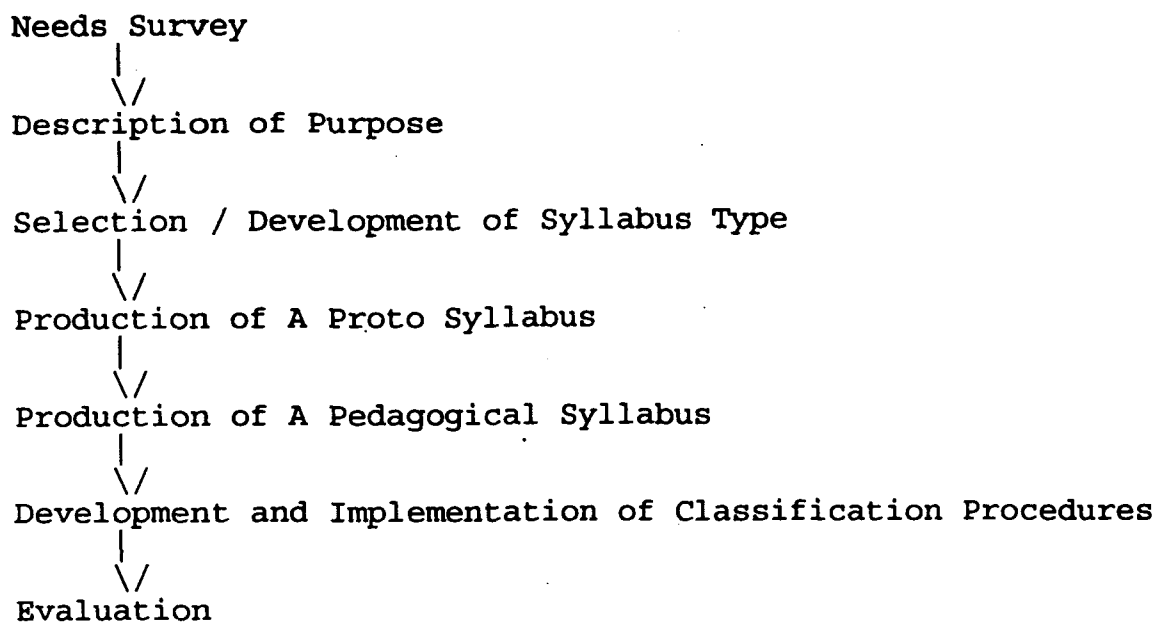 Needs Survey
Description of Purpose
Selection / Development of Syllabus Type
Production of A Proto Syllabus
Production of A Pedagogical Syllabus
Development and Implementation of Classification Procedures
Evaluation